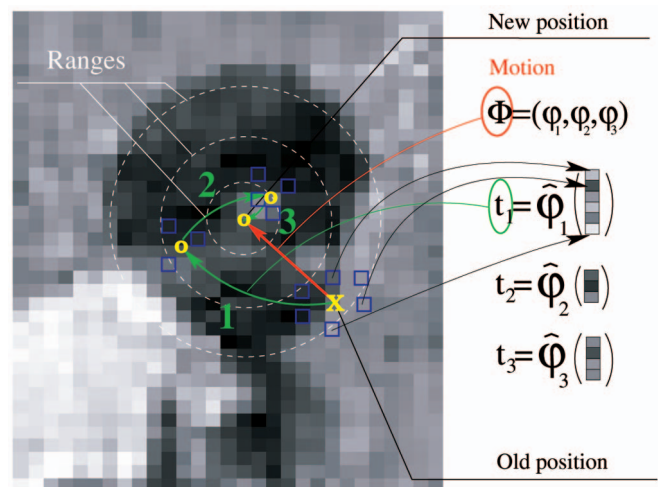 New position
Ranges
Motion
Φ=(φ₁,φ₂,φ₃)
2
o
t₁=φ̂₁( )
o
3
o
t₂=φ̂₂( )
X
1
t₃=φ̂₃( )
Old position